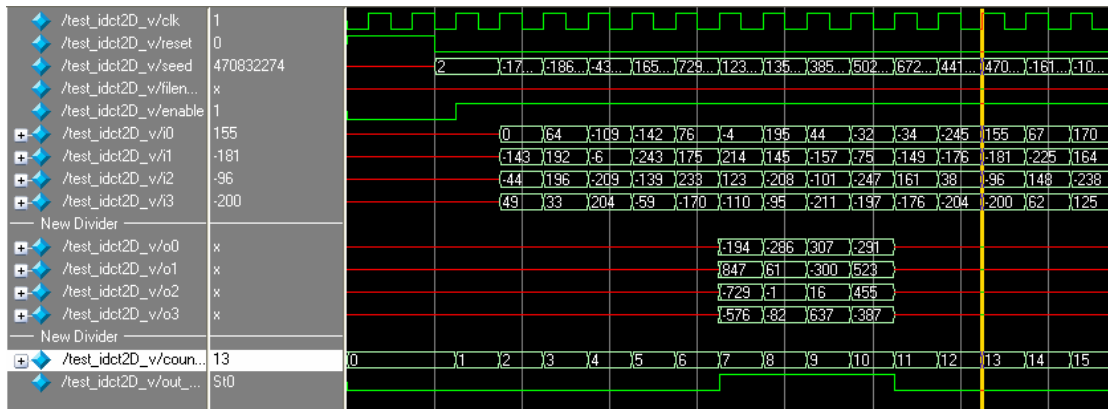 /test_idct2D_v/clk 1
/test_idct2D_v/reset 0
/test_idct2D_v/seed 470832274 2 -17... -186... -43... 165... 729... 123... 135... 385... 502... 672... 441... 470... -161... -10...
/test_idct2D_v/filen... x
/test_idct2D_v/enable 1
/test_idct2D_v/i0 155 0 64 -109 -142 76 -4 195 44 -32 -34 -245 155 67 170
/test_idct2D_v/i1 -181 -143 192 -6 -243 175 214 145 -157 -75 -149 -176 -181 -225 164
/test_idct2D_v/i2 -96 -44 196 -209 -139 233 123 -208 -101 -247 161 38 -96 148 -238
/test_idct2D_v/i3 -200 49 33 204 -59 -170 -110 -95 -211 -197 -176 -204 -200 62 125
New Divider
/test_idct2D_v/o0 x -194 -286 307 -291
/test_idct2D_v/o1 x 847 61 -300 523
/test_idct2D_v/o2 x -729 -1 16 455
/test_idct2D_v/o3 x -576 -82 637 -387
New Divider
/test_idct2D_v/coun... 13 0 1 2 3 4 5 6 7 8 9 10 11 12 13 14 15
/test_idct2D_v/out_... St0